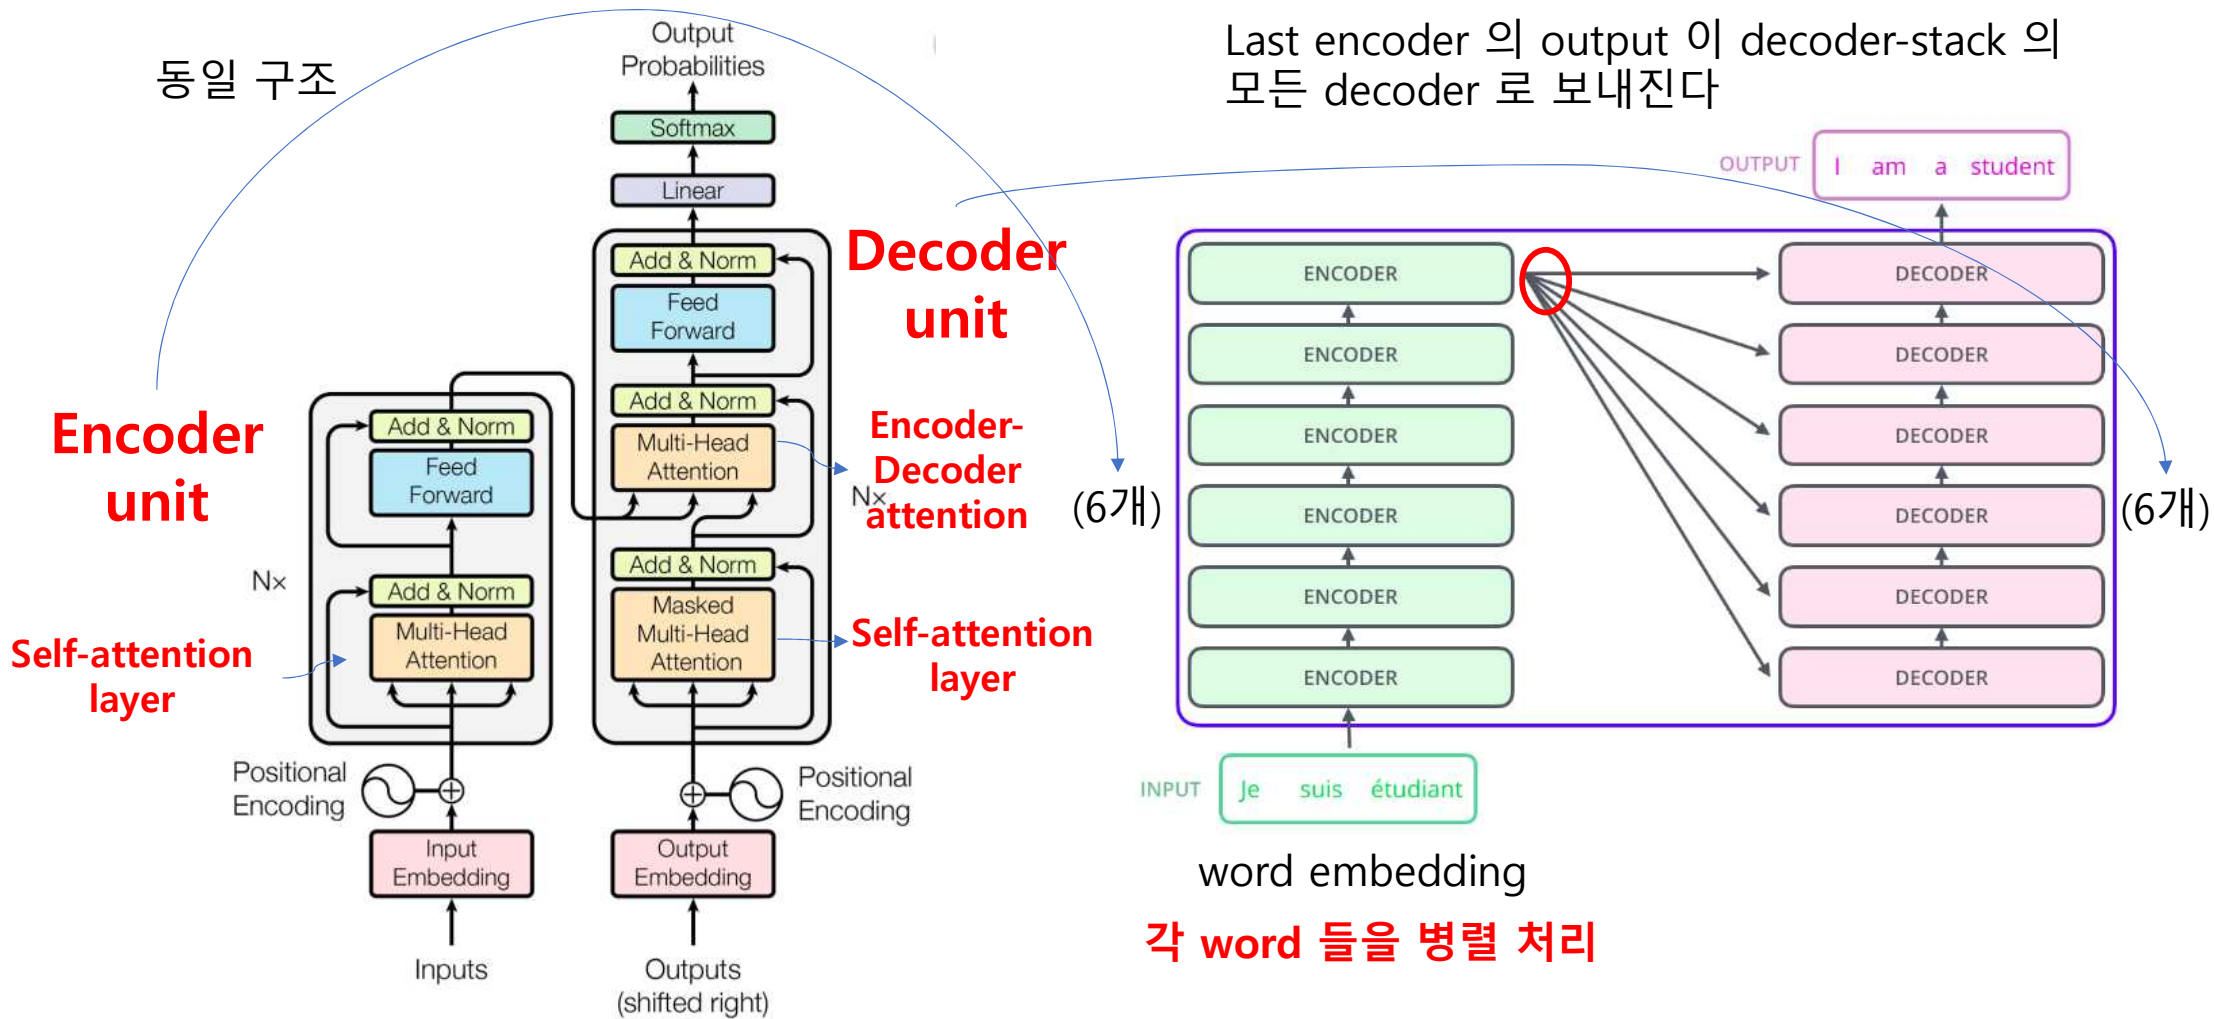 동일 구조
Output
Probabilities
Softmax
Linear
Add & Norm
Feed
Forward
Add & Norm
Multi-Head
Attention
Add & Norm
Masked
Multi-Head
Attention
Nx
Decoder
unit
Encoder-
Decoder
attention
Self-attention
layer
Encoder
unit
Add & Norm
Feed
Forward
Nx
Add & Norm
Multi-Head
Attention
Self-attention
layer
Positional
Encoding
Positional
Encoding
Input
Embedding
Output
Embedding
Inputs
Outputs
(shifted right)
Last encoder 의 output 이 decoder-stack 의
모든 decoder 로 보내진다
OUTPUT
I am a student
ENCODER
DECODER
ENCODER
DECODER
ENCODER
DECODER
(6개)
ENCODER
DECODER
(6개)
ENCODER
DECODER
ENCODER
DECODER
INPUT
Je suis étudiant
word embedding
각 word 들을 병렬 처리